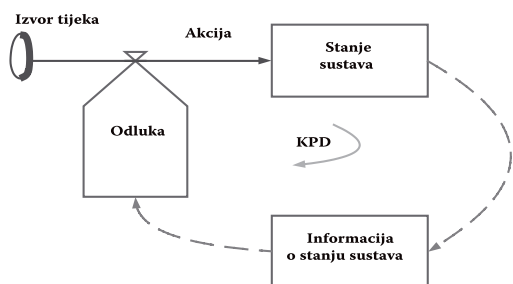 Izvor tijeka
Akcija
Stanje
sustava
Odluka
KPD
Informacija
o stanju sustava